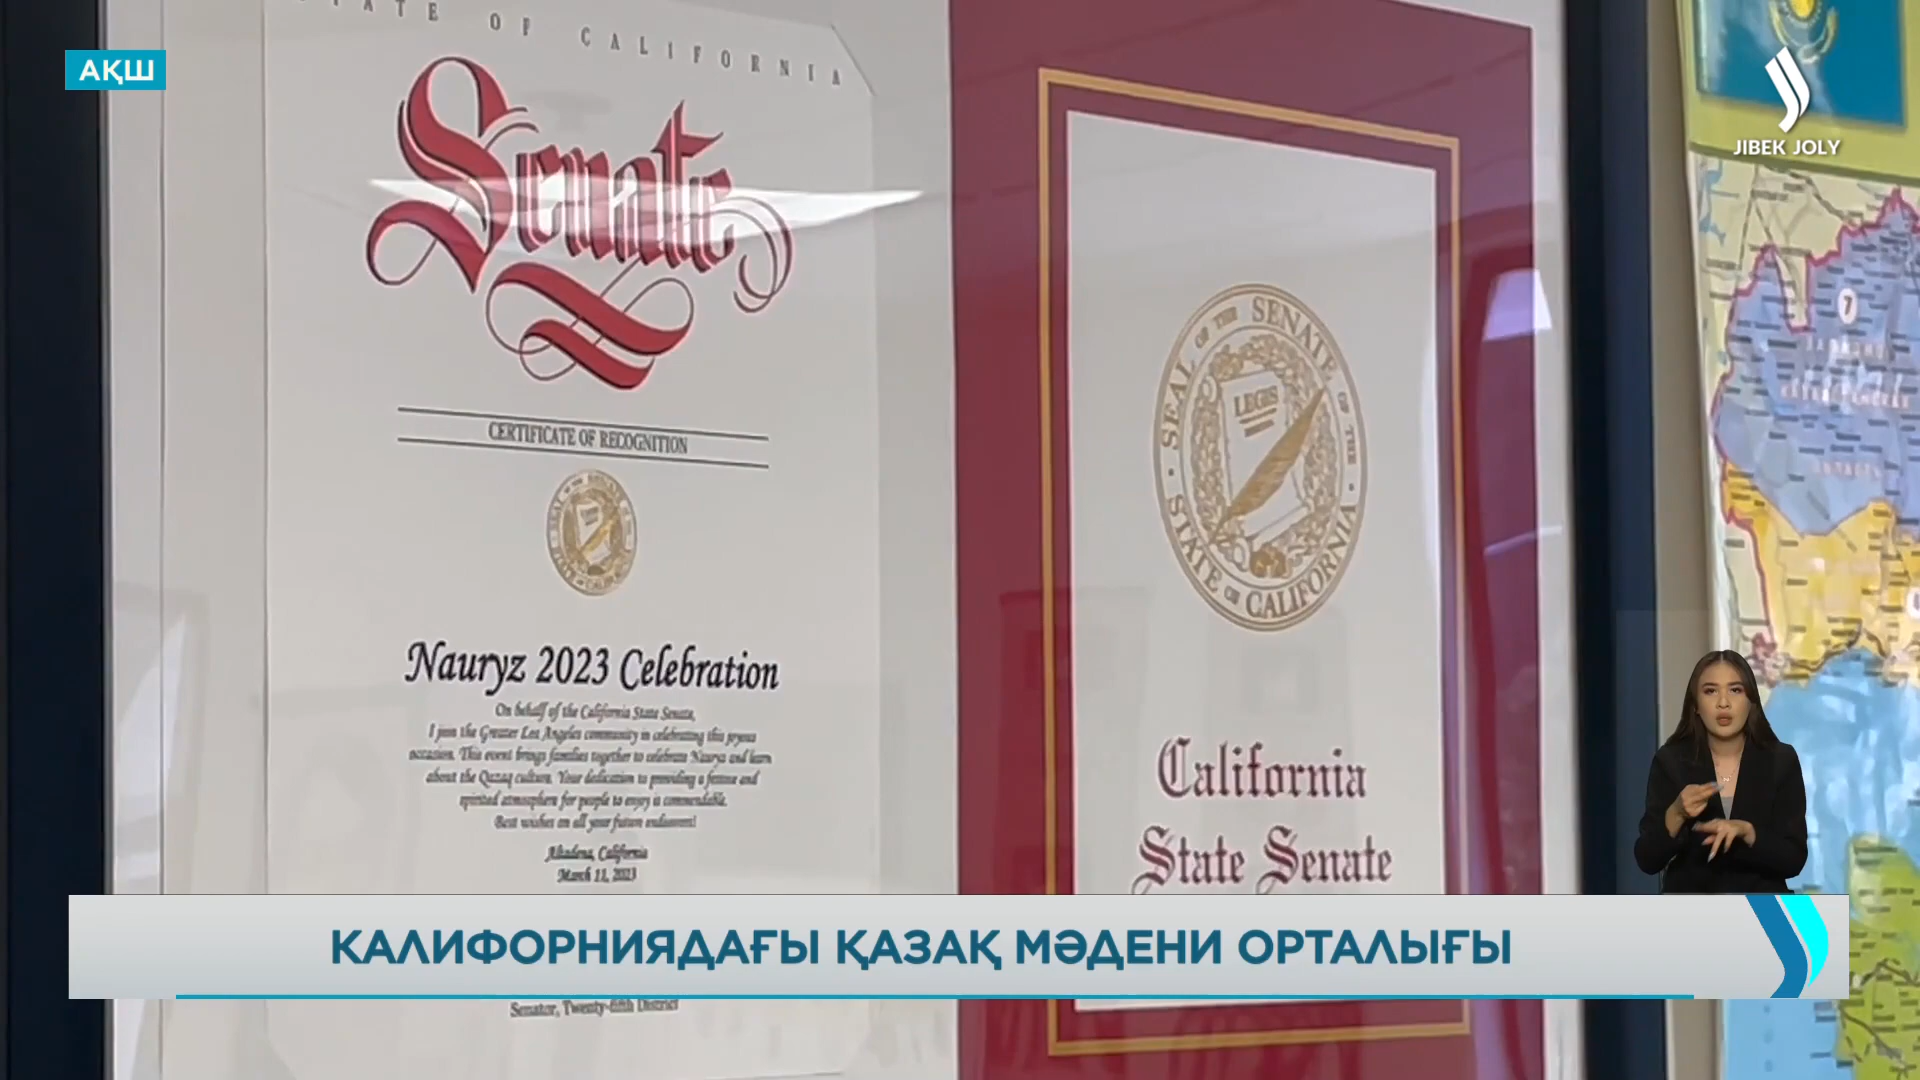 STATE OF CALIFORNIA
АҚШ
JIBEK JOLY
Senate
CERTIFICATE OF RECOGNITION
SEAL OF THE SENATE OF THE STATE OF CALIFORNIA
LEGIS
Nauryz 2023 Celebration
On behalf of the California State Senate,
I join the Greater Los Angeles community in celebrating this joyous
occasion. This event brings families together to celebrate Nauryz and learn
about the Qazaq culture. Your dedication to providing a festive and
spirited atmosphere for people to enjoy is commendable.
Best wishes on all your future endeavors!
Altadena, California
March 11, 2023
California
State Senate
7
КАЛИФОРНИЯДАҒЫ ҚАЗАҚ МӘДЕНИ ОРТАЛЫҒЫ
Senator, Twenty-fifth District